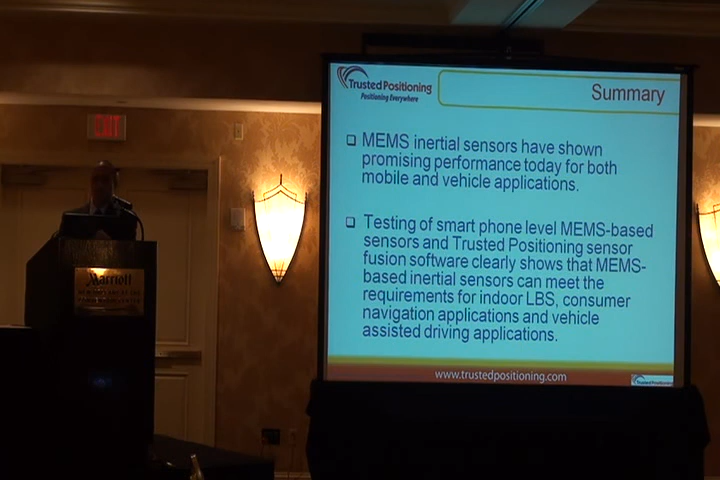 Trusted Positioning
Positioning Everywhere
Summary
EXIT
MEMS inertial sensors have shown
promising performance today for both
mobile and vehicle applications.
Testing of smart phone level MEMS-based
sensors and Trusted Positioning sensor
fusion software clearly shows that MEMS-
based inertial sensors can meet the
requirements for indoor LBS, consumer
navigation applications and vehicle
assisted driving applications.
Marriott
www.trustedpositioning.com
Trusted Positioning